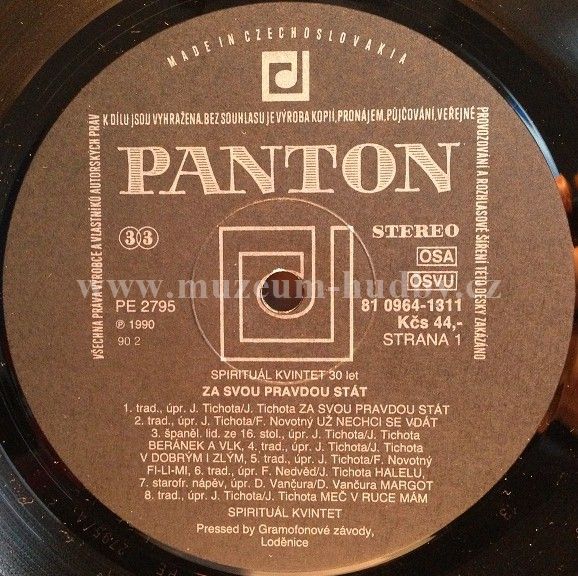 MADE IN CZECHOSLOVAKIA
VŠECHNA PRÁVA VÝROBCE A VLASTNÍKŮ AUTORSKÝCH PRÁV
K DÍLU JSOU VYHRAŽENA. BEZ SOUHLASU JE VÝROBA KOPIÍ, PRONÁJEM, PŮJČOVÁNÍ, VEŘEJNÉ
PROVOZOVÁNÍ A ROZHLASOVÉ ŠÍŘENÍ TÉTO DESKY ZAKÁZÁNO
PANTON
33
STEREO
OSA
OSVU
www.muzeum-hudby.cz
PE 2795
81 0964-1311
℗ 1990
Kčs 44,-
90 2
STRANA 1
SPIRITUÁL KVINTET 30 let
ZA SVOU PRAVDOU STÁT
1. trad., úpr. J. Tichota/J. Tichota ZA SVOU PRAVDOU STÁT
2. trad., úpr. J. Tichota/F. Novotný UŽ NECHCI SE VDÁT
3. španěl. lid. ze 16. stol., úpr. J. Tichota/J. Tichota
BERÁNEK A VLK, 4. trad., úpr. J. Tichota/J. Tichota
V DOBRÝM I ZLÝM, 5. trad., úpr. J. Tichota/F. Novotný
FI-LI-MI, 6. trad., úpr. F. Nedvěd/J. Tichota HALELU,
7. starofr. nápěv, úpr. D. Vančura/D. Vančura MARGOT
8. trad., úpr. J. Tichota/J. Tichota MEČ V RUCE MÁM
SPIRITUÁL KVINTET
Pressed by Gramofonové závody,
Loděnice